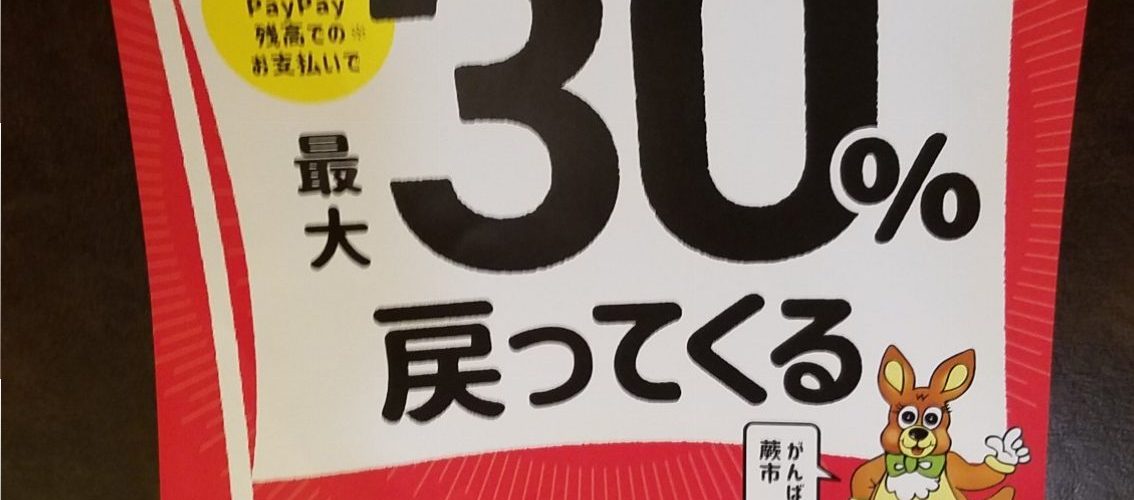 PayPay
残高での※
お支払いで
最大
30%
戻ってくる
がんば
蕨市